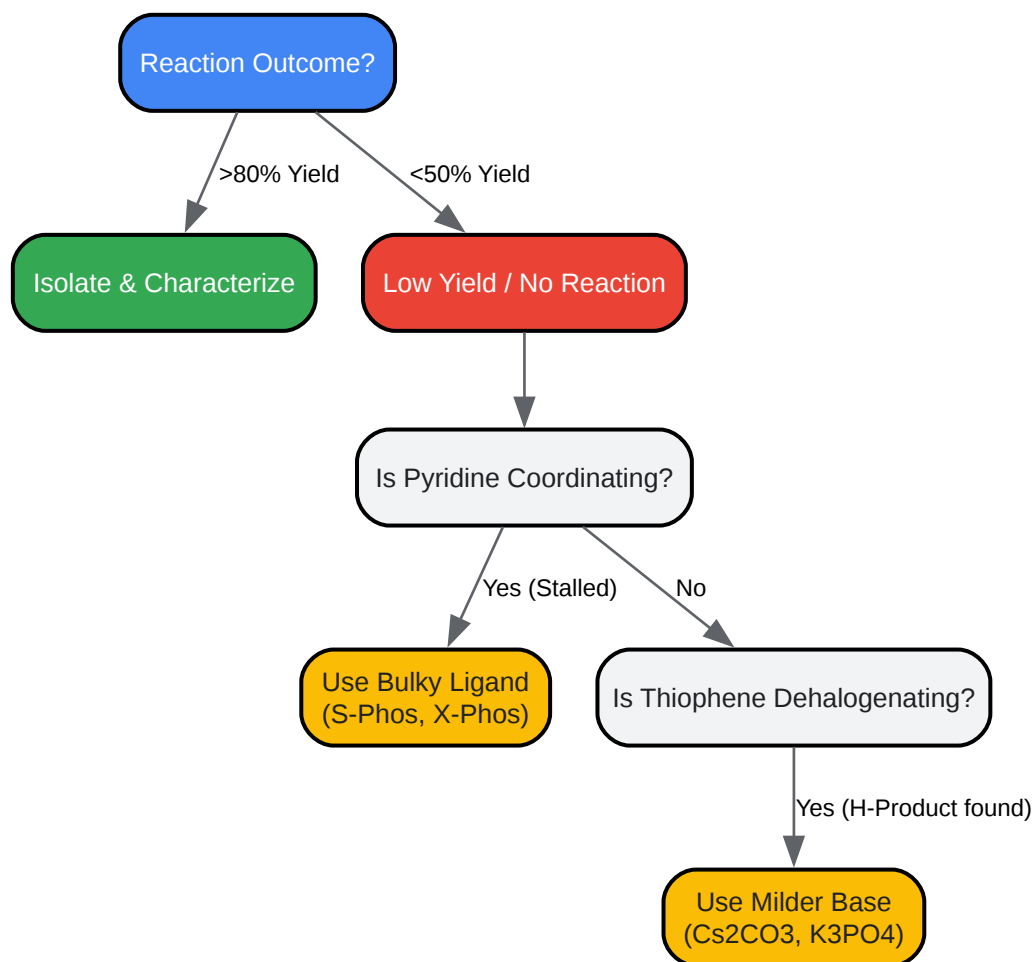 Reaction Outcome?
>80% Yield
<50% Yield
Isolate & Characterize
Low Yield / No Reaction
Is Pyridine Coordinating?
Yes (Stalled)
No
Use Bulky Ligand
(S-Phos, X-Phos)
Is Thiophene Dehalogenating?
Yes (H-Product found)
Use Milder Base
(Cs2CO3, K3PO4)